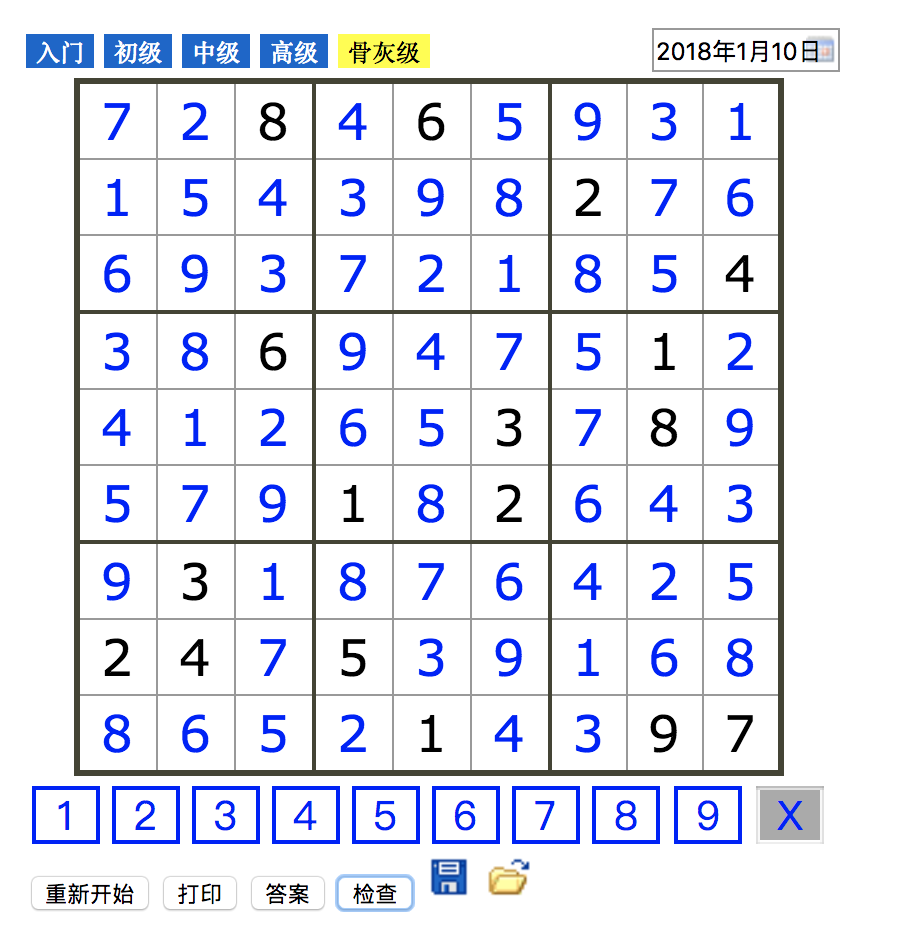 入门 初级 中级 高级 骨灰级 2018年1月10日
7 2 8 4 6 5 9 3 1
1 5 4 3 9 8 2 7 6
6 9 3 7 2 1 8 5 4
3 8 6 9 4 7 5 1 2
4 1 2 6 5 3 7 8 9
5 7 9 1 8 2 6 4 3
9 3 1 8 7 6 4 2 5
2 4 7 5 3 9 1 6 8
8 6 5 2 1 4 3 9 7
1 2 3 4 5 6 7 8 9 X
重新开始 打印 答案 检查